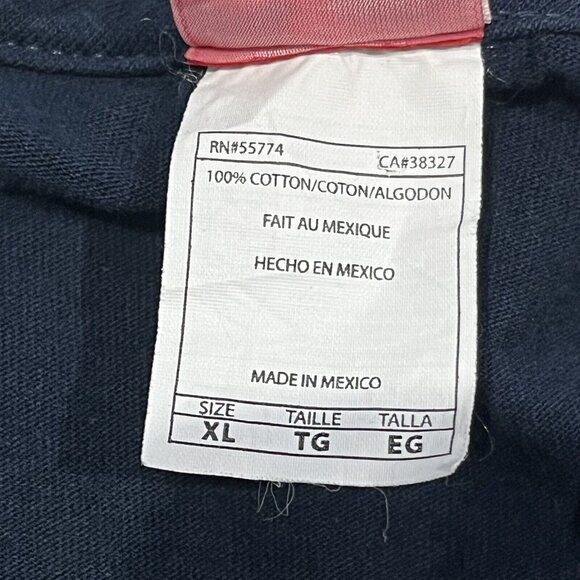 RN#55774 CA#38327
100% COTTON/COTON/ALGODON
FAIT AU MEXIQUE
HECHO EN MEXICO
MADE IN MEXICO
SIZE TAILLE TALLA
XL TG EG